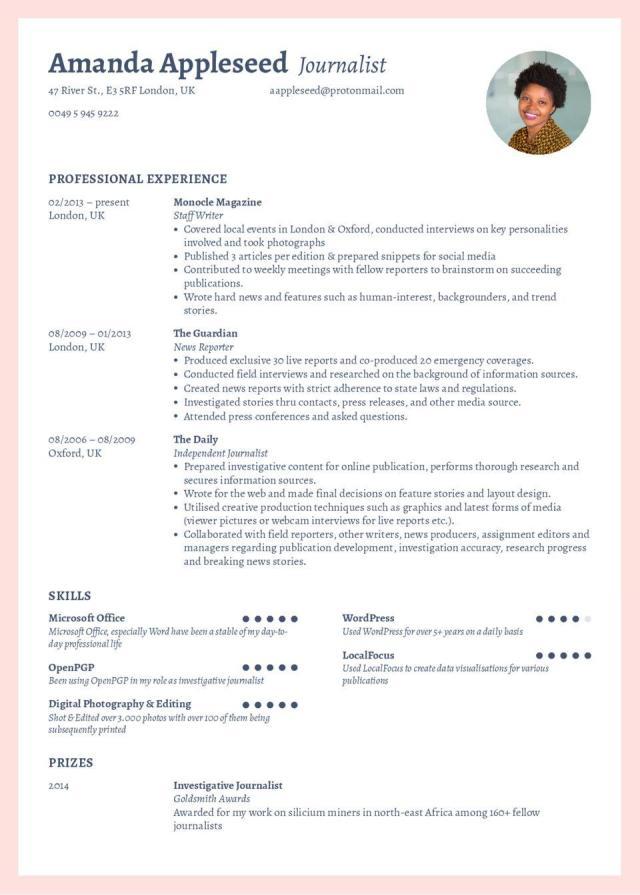 Amanda Appleseed Journalist
47 River St., E3 5RF London, UK aappleseed@protonmail.com
0049 5 945 9222
PROFESSIONAL EXPERIENCE
02/2013 – present
London, UK
Monocle Magazine
Staff Writer
• Covered local events in London & Oxford, conducted interviews on key personalities
involved and took photographs
• Published 3 articles per edition & prepared snippets for social media
• Contributed to weekly meetings with fellow reporters to brainstorm on succeeding
publications.
• Wrote hard news and features such as human-interest, backgrounders, and trend
stories.
08/2009 – 01/2013
London, UK
The Guardian
News Reporter
• Produced exclusive 30 live reports and co-produced 20 emergency coverages.
• Conducted field interviews and researched on the background of information sources.
• Created news reports with strict adherence to state laws and regulations.
• Investigated stories thru contacts, press releases, and other media source.
• Attended press conferences and asked questions.
08/2006 – 08/2009
Oxford, UK
The Daily
Independent Journalist
• Prepared investigative content for online publication, performs thorough research and
secures information sources.
• Wrote for the web and made final decisions on feature stories and layout design.
• Utilised creative production techniques such as graphics and latest forms of media
(viewer pictures or webcam interviews for live reports etc.).
• Collaborated with field reporters, other writers, news producers, assignment editors and
managers regarding publication development, investigation accuracy, research progress
and breaking news stories.
SKILLS
Microsoft Office
Microsoft Office, especially Word have been a stable of my day-to-
day professional life
OpenPGP
Been using OpenPGP in my role as investigative journalist
Digital Photography & Editing
Shot & Edited over 3.000 photos with over 100 of them being
subsequently printed
WordPress
Used WordPress for over 5+ years on a daily basis
LocalFocus
Used LocalFocus to create data visualisations for various
publications
PRIZES
2014
Investigative Journalist
Goldsmith Awards
Awarded for my work on silicium miners in north-east Africa among 160+ fellow
journalists